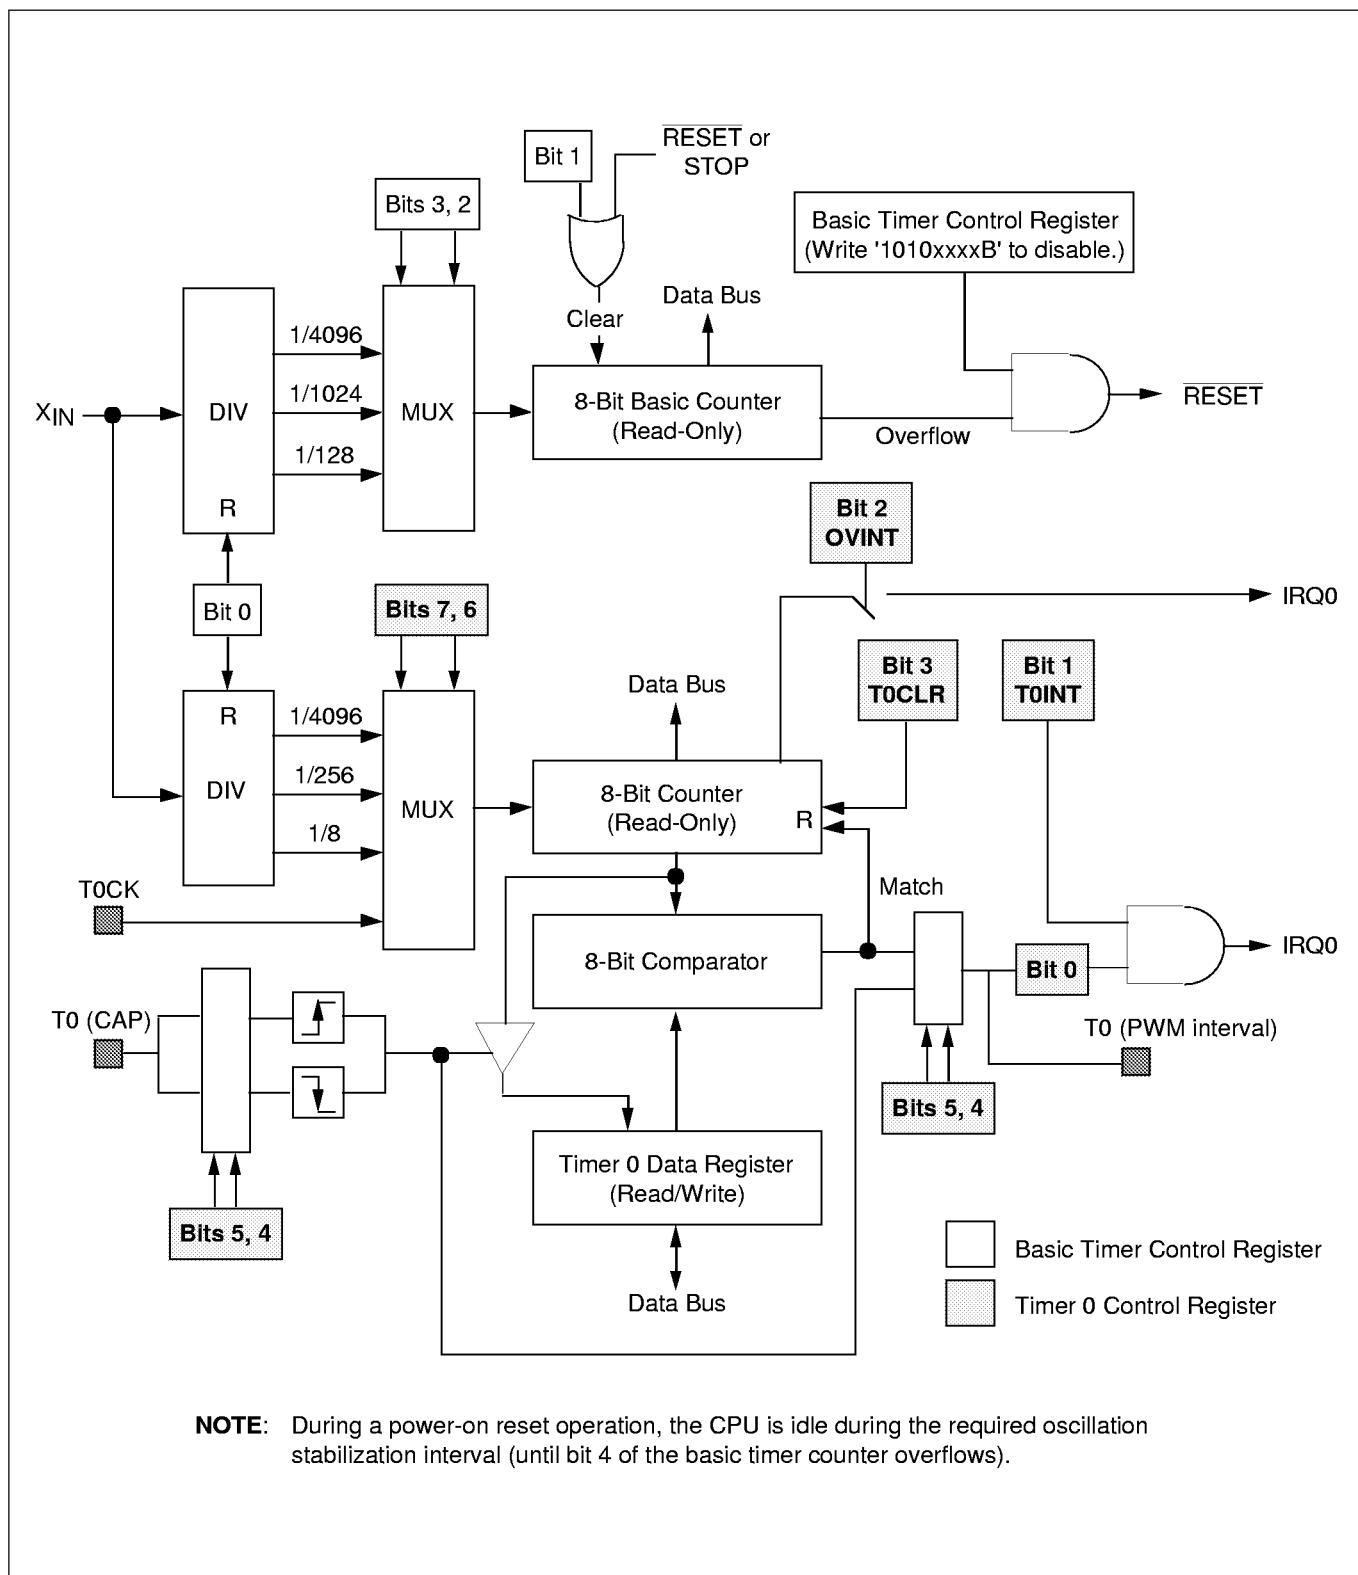 Bit 1
RESET or
STOP
Bits 3, 2
Basic Timer Control Register
(Write '1010xxxxB' to disable.)
Data Bus
Clear
1/4096
XIN
DIV
1/1024
MUX
8-Bit Basic Counter
(Read-Only)
RESET
Overflow
1/128
R
Bit 2
OVINT
Bit 0
Bits 7, 6
IRQ0
Bit 3
T0CLR
Bit 1
T0INT
Data Bus
R
1/4096
DIV
1/256
MUX
8-Bit Counter
(Read-Only)
R
1/8
T0CK
Match
8-Bit Comparator
Bit 0
IRQ0
T0 (CAP)
T0 (PWM interval)
Bits 5, 4
Timer 0 Data Register
(Read/Write)
Bits 5, 4
Data Bus
Basic Timer Control Register
Timer 0 Control Register
NOTE: During a power-on reset operation, the CPU is idle during the required oscillation
stabilization interval (until bit 4 of the basic timer counter overflows).